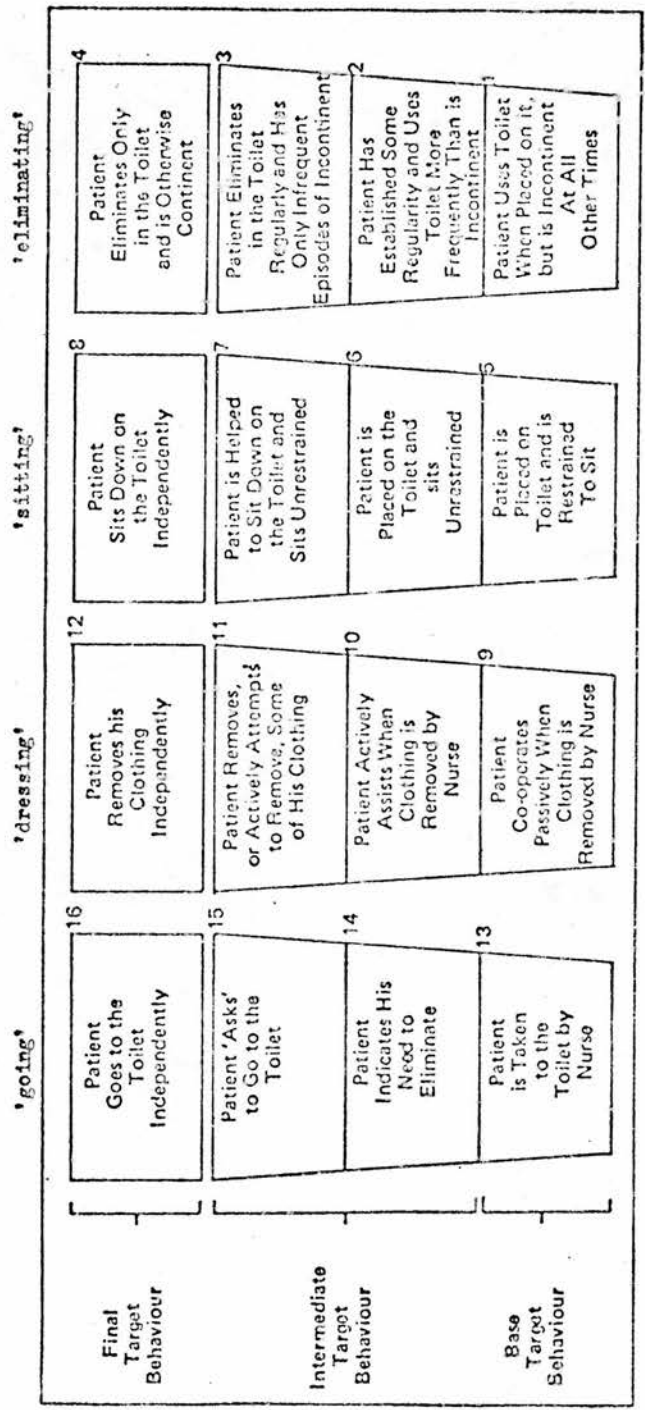 'going'
'dressing'
'sitting'
'eliminating'
Final
Target
Behaviour
16
Patient
Goes to the
Toilet
Independently
12
Patient
Removes his
Clothing
Independently
8
Patient
Sits Down on
the Toilet
Independently
4
Patient
Eliminates Only
in the Toilet
and is Otherwise
Continent
Intermediate
Target
Behaviour
15
Patient 'Asks'
to Go to the
Toilet
11
Patient Removes,
or Actively Attempts
to Remove, Some
of His Clothing
7
Patient is Helped
to Sit Down on
the Toilet and
Sits Unrestrained
3
Patient Eliminates
in the Toilet
Regularly and Has
Only Infrequent
Episodes of Incontinent
14
Patient
Indicates His
Need to
Eliminate
10
Patient Actively
Assists When
Clothing is
Removed by
Nurse
6
Patient is
Placed on the
Toilet and
sits
Unrestrained
2
Patient Has
Established Some
Regularity and Uses
Toilet More
Frequently Than is
Incontinent
Base
Target
Behaviour
13
Patient
is Taken
to the
Toilet by
Nurse
9
Patient
Co-operates
Passively When
Clothing is
Removed by Nurse
5
Patient is
Placed on
Toilet and is
Restrained
To Sit
1
Patient Uses Toilet
When Placed on it,
but is Incontinent
At All
Other Times